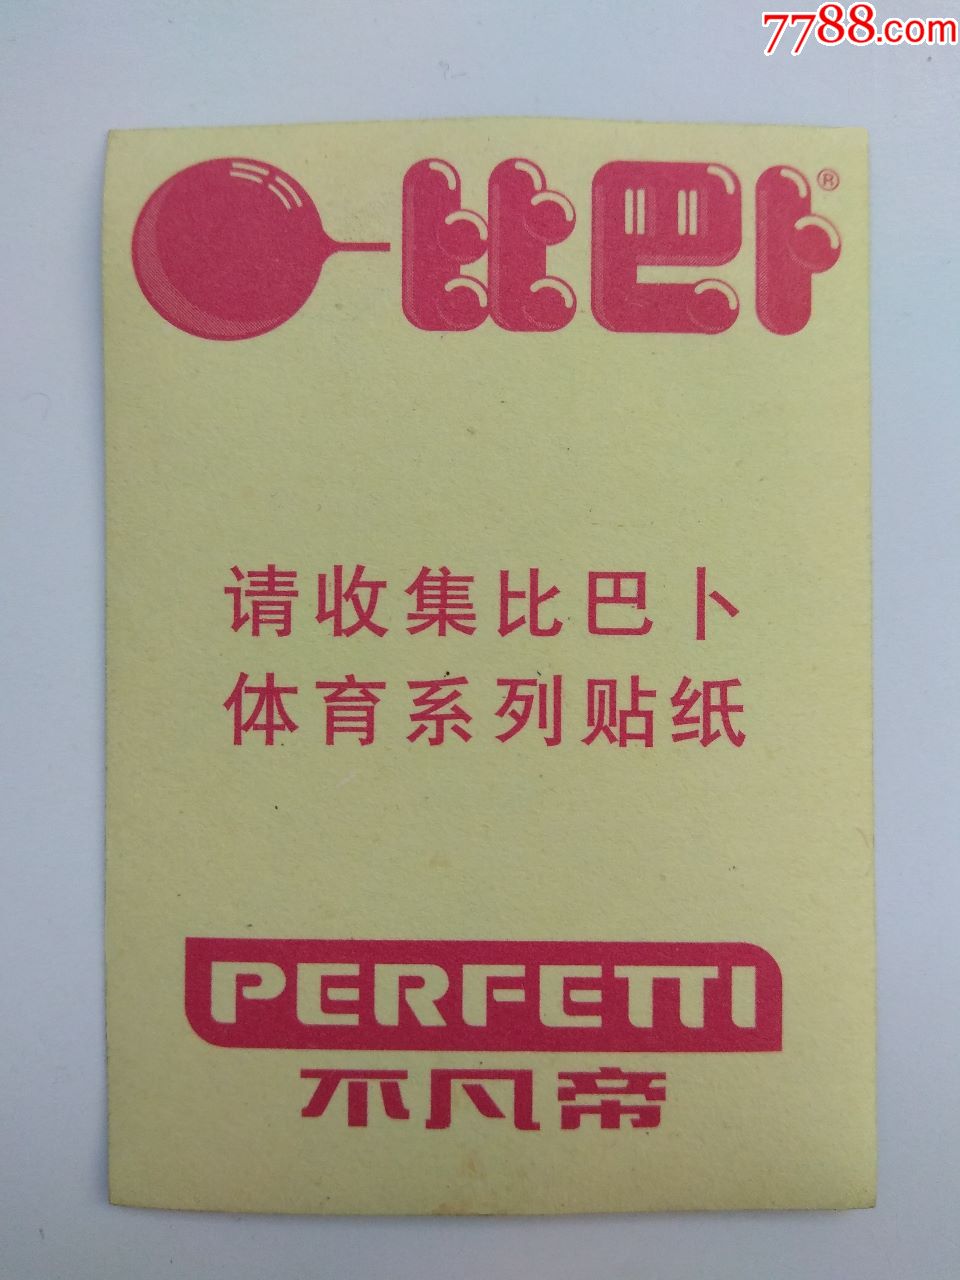 7788.com
比巴卜®
请收集比巴卜
体育系列贴纸
PERFETTI
不凡帝